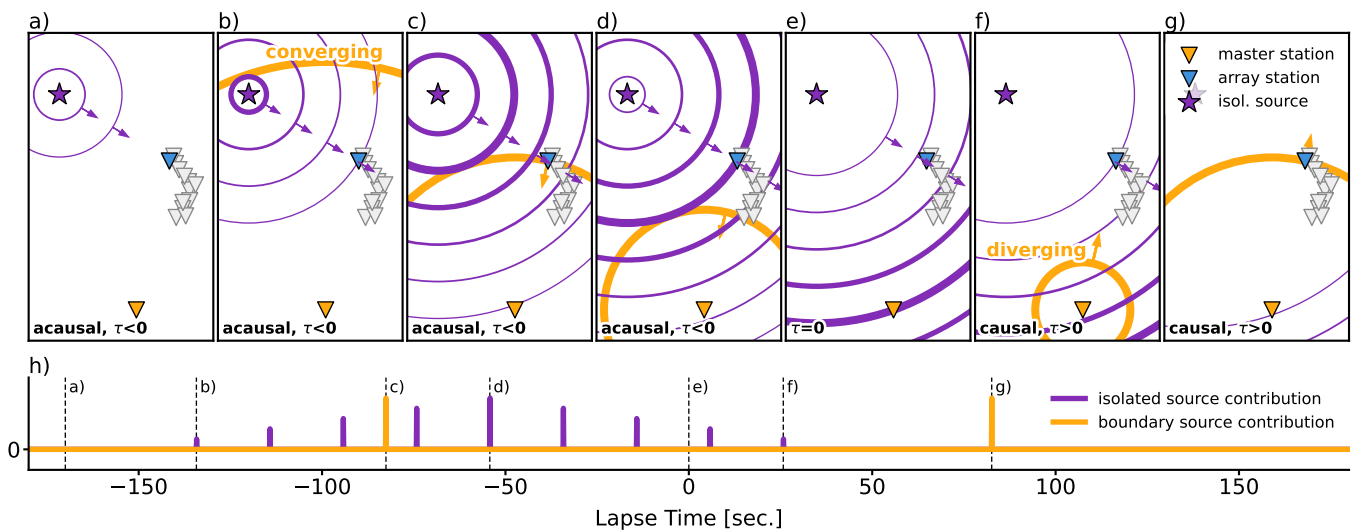 a)
b)
c)
d)
e)
f)
g)
converging
diverging
master station
array station
isol. source
acausal, τ<0
acausal, τ<0
acausal, τ<0
acausal, τ<0
τ=0
causal, τ>0
causal, τ>0
h)
a)
b)
c)
d)
e)
f)
g)
isolated source contribution
boundary source contribution
0
−150
−100
−50
0
50
100
150
Lapse Time [sec.]